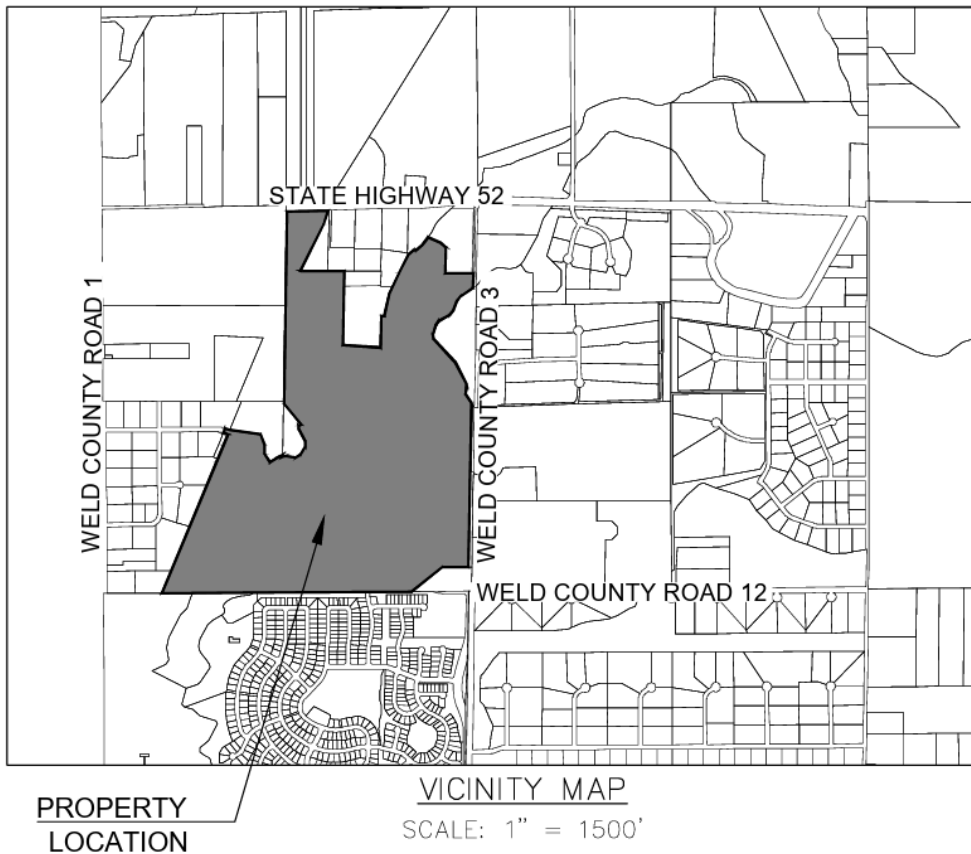 STATE HIGHWAY 52
WELD COUNTY ROAD 1
WELD COUNTY ROAD 3
WELD COUNTY ROAD 12
PROPERTY
LOCATION
VICINITY MAP
SCALE: 1" = 1500'